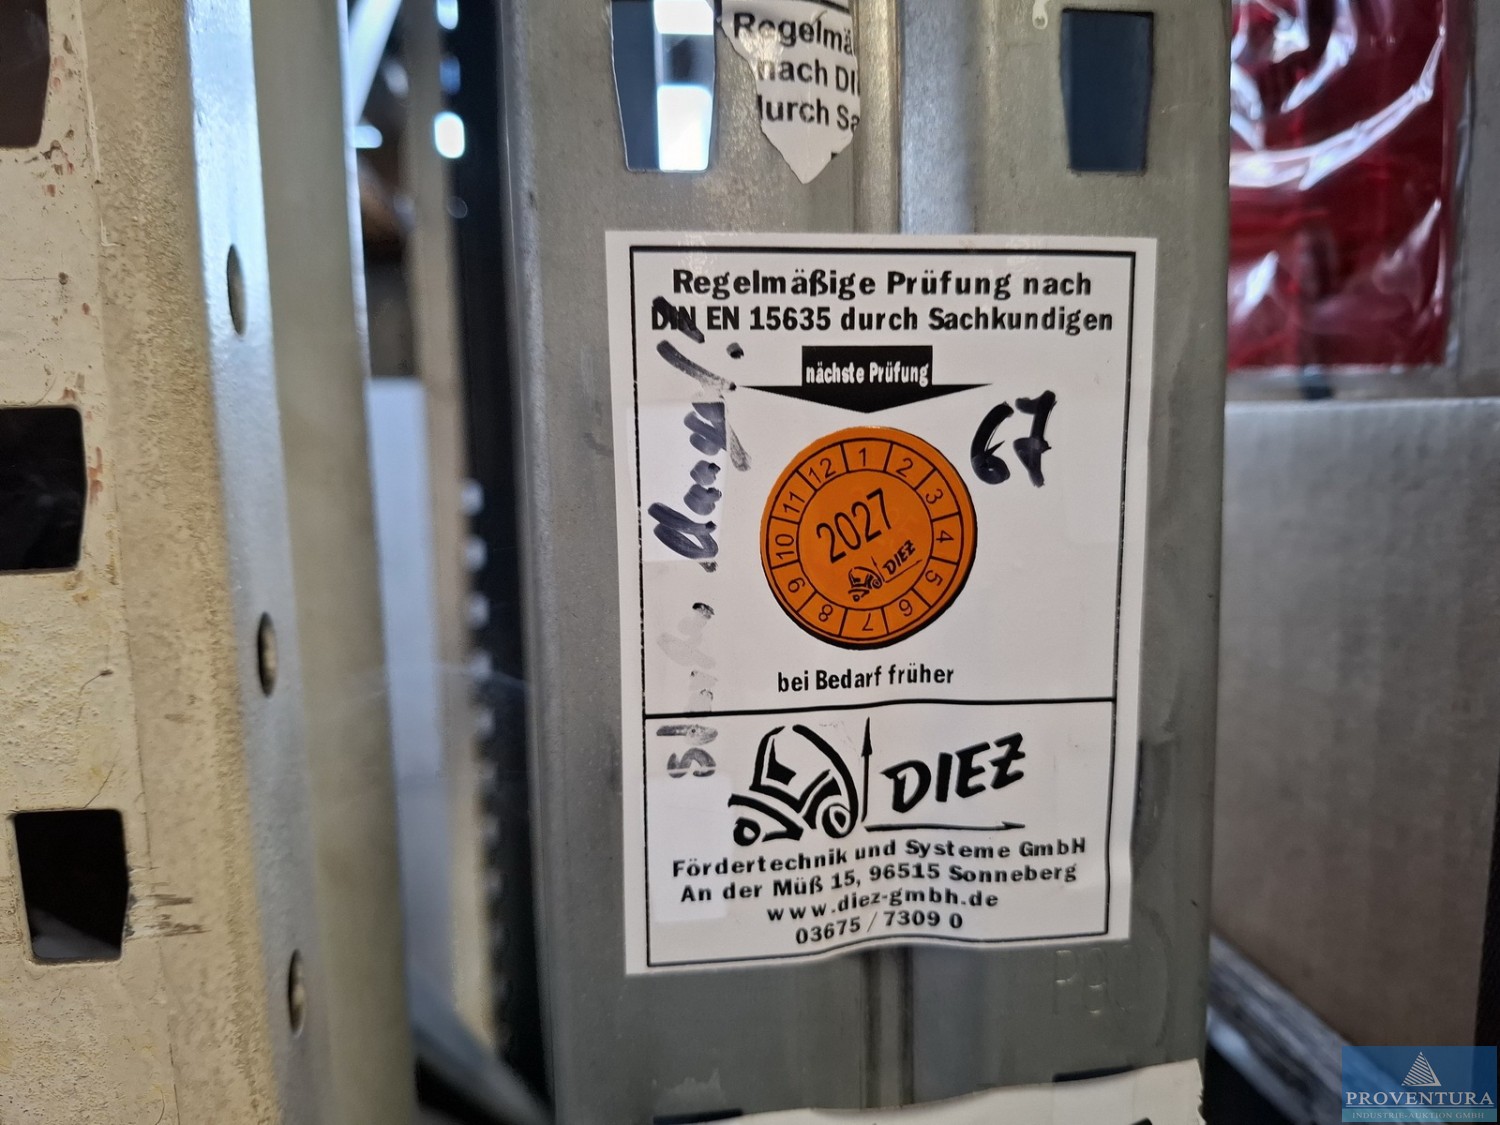 Regelmä
nach DI
durch Sa
Regelmäßige Prüfung nach
DIN EN 15635 durch Sachkundigen
nächste Prüfung
67
1 2 3 4 5 6 7 8 9 10 11 12
2027
DIEZ
bei Bedarf früher
DIEZ
Fördertechnik und Systeme GmbH
An der Müß 15, 96515 Sonneberg
www.diez-gmbh.de
03675 / 7309 0
PROVENTURA
INDUSTRIE-AUKTION GMBH